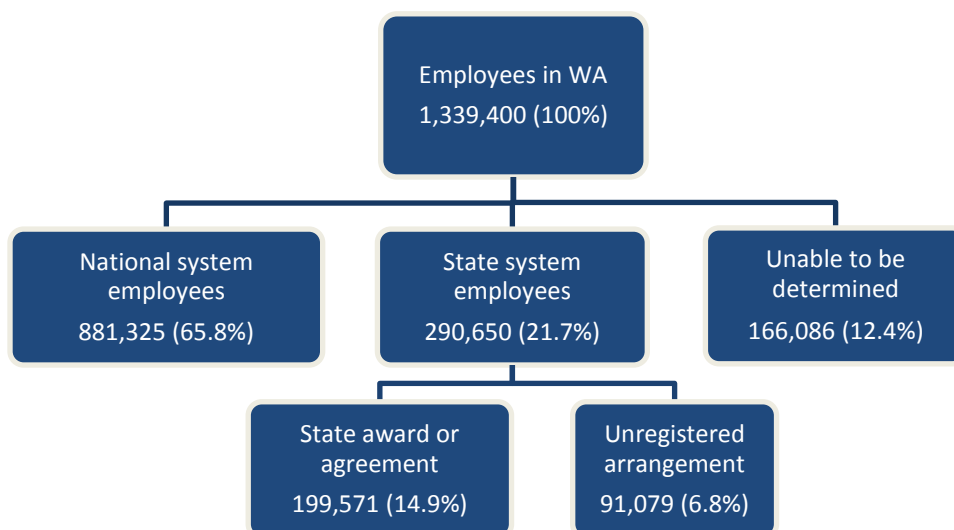 Employees in WA
1,339,400 (100%)
National system
employees
881,325 (65.8%)
State system
employees
290,650 (21.7%)
Unable to be
determined
166,086 (12.4%)
State award or
agreement
199,571 (14.9%)
Unregistered
arrangement
91,079 (6.8%)